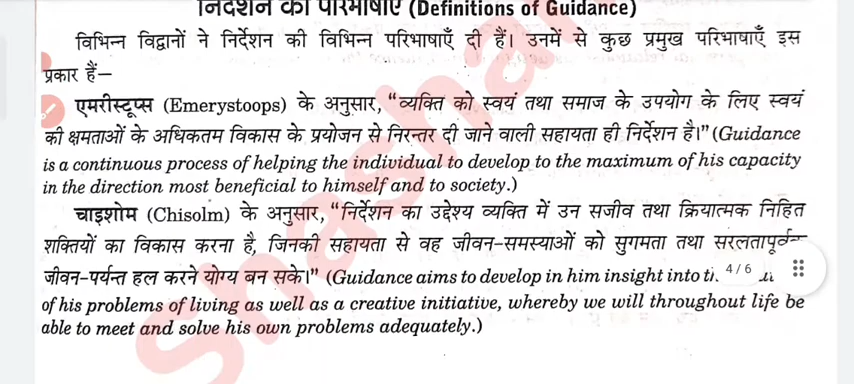 निर्देशन की परिभाषाएँ (Definitions of Guidance)
विभिन्न विद्वानों ने निर्देशन की विभिन्न परिभाषाएँ दी हैं। उनमें से कुछ प्रमुख परिभाषाएँ इस
प्रकार हैं—
एमरीस्टूप्स (Emerystoops) के अनुसार, “व्यक्ति को स्वयं तथा समाज के उपयोग के लिए स्वयं
की क्षमताओं के अधिकतम विकास के प्रयोजन से निरन्तर दी जाने वाली सहायता ही निर्देशन है।” (Guidance
is a continuous process of helping the individual to develop to the maximum of his capacity
in the direction most beneficial to himself and to society.)
चाइशोम (Chisolm) के अनुसार, “निर्देशन का उद्देश्य व्यक्ति में उन सजीव तथा क्रियात्मक निहित
शक्तियों का विकास करना है, जिनकी सहायता से वह जीवन-समस्याओं को सुगमता तथा सरलतापूर्वक
जीवन-पर्यन्त हल करने योग्य बन सके।” (Guidance aims to develop in him insight into
4/6
of his problems of living as well as a creative initiative, whereby we will throughout life be
able to meet and solve his own problems adequately.)